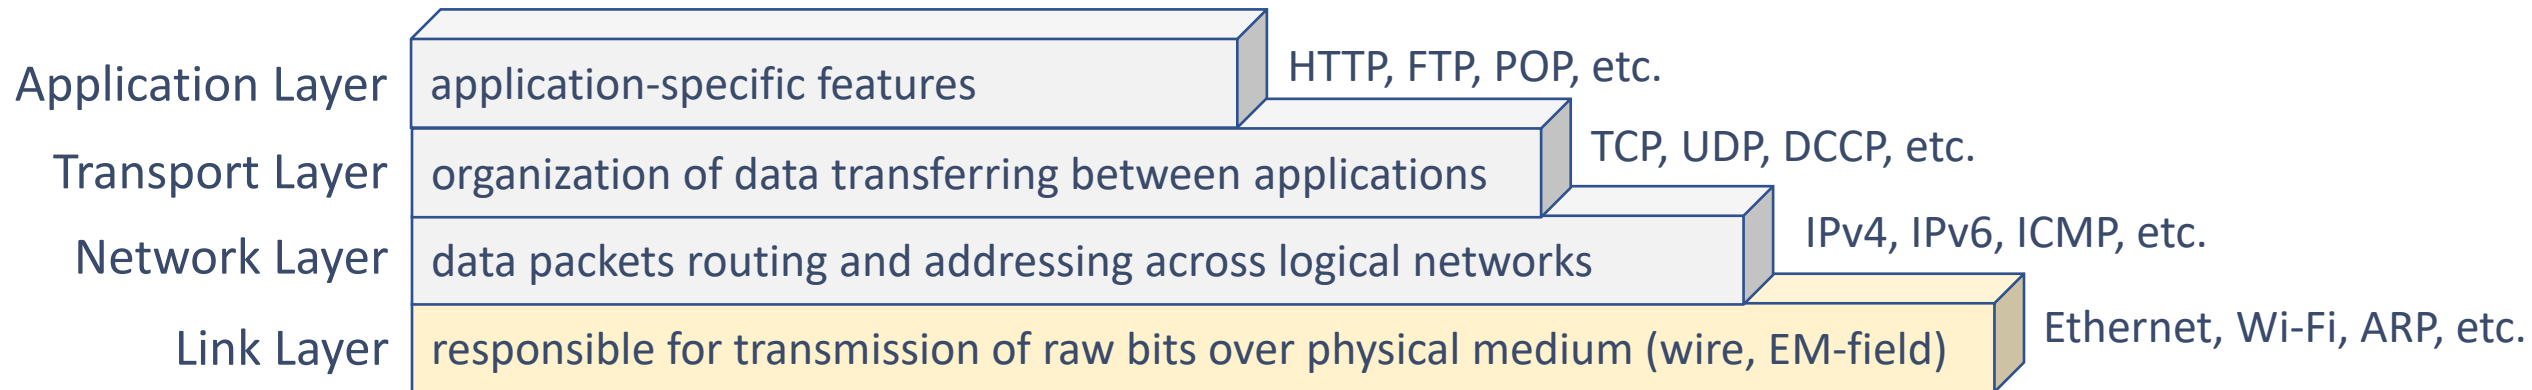 Application Layer
application-specific features
HTTP, FTP, POP, etc.
Transport Layer
organization of data transferring between applications
TCP, UDP, DCCP, etc.
Network Layer
data packets routing and addressing across logical networks
IPv4, IPv6, ICMP, etc.
Link Layer
responsible for transmission of raw bits over physical medium (wire, EM-field)
Ethernet, Wi-Fi, ARP, etc.